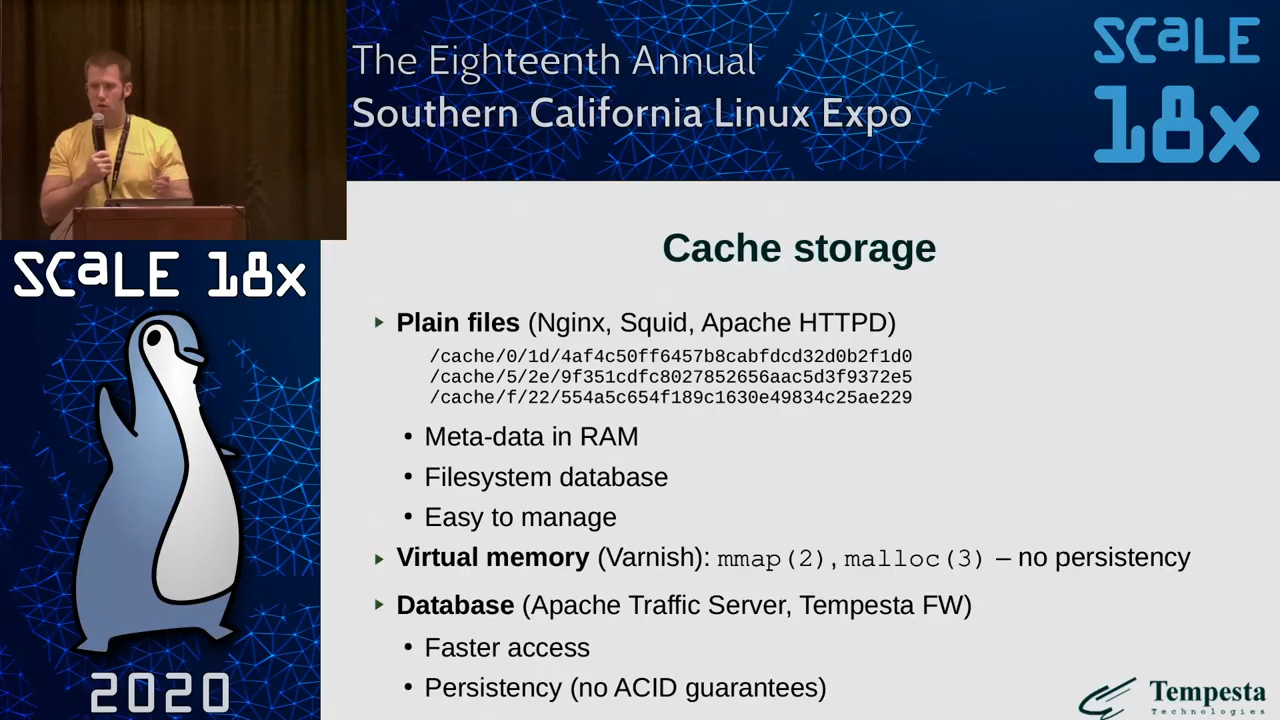 The Eighteenth Annual
Southern California Linux Expo
SCaLE
18x
SCaLE 18x
2020
Cache storage
Plain files (Nginx, Squid, Apache HTTPD)
/cache/0/1d/4af4c50ff6457b8cabfdcd32d0b2f1d0
/cache/5/2e/9f351cdfc8027852656aac5d3f9372e5
/cache/f/22/554a5c654f189c1630e49834c25ae229
• Meta-data in RAM
• Filesystem database
• Easy to manage
Virtual memory (Varnish): mmap(2), malloc(3) – no persistency
Database (Apache Traffic Server, Tempesta FW)
• Faster access
• Persistency (no ACID guarantees)
Tempesta
Technologies